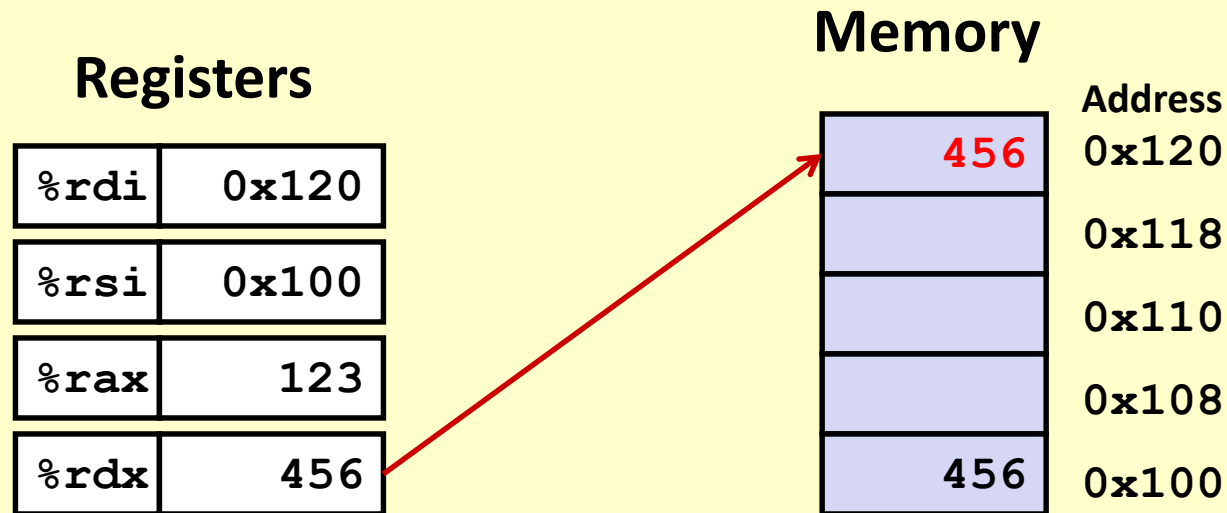 Registers
%rdi 0x120
%rsi 0x100
%rax 123
%rdx 456
Memory
Address
456 0x120
0x118
0x110
0x108
456 0x100